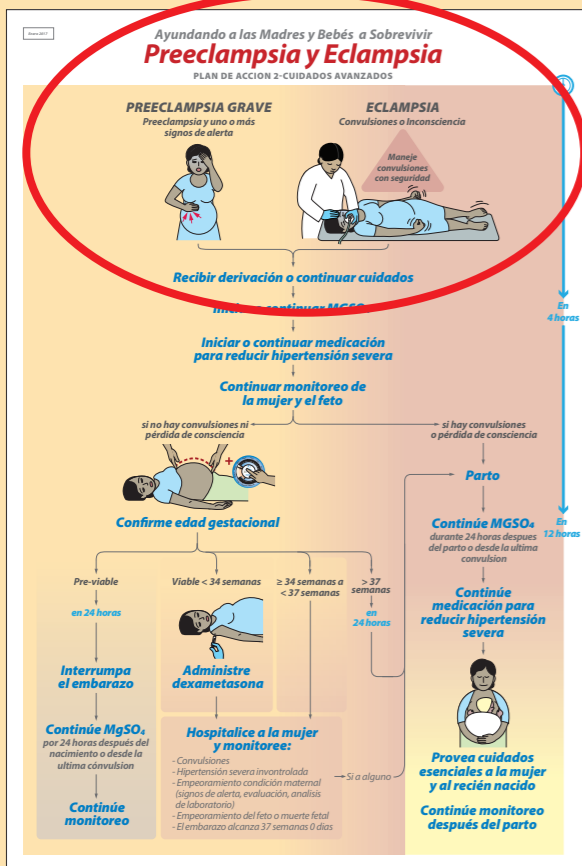 Enero 2017
Ayundando a las Madres y Bebés a Sobrevivir
Preeclampsia y Eclampsia
PLAN DE ACCION 2-CUIDADOS AVANZADOS
PREECLAMPSIA GRAVE
Preeclampsia y uno o más
signos de alerta
ECLAMPSIA
Convulsiones o Inconsciencia
Maneje
convulsiones
con seguridad
Recibir derivación o continuar cuidados
continuar MGSO
Iniciar o continuar medicación
para reducir hipertensión severa
Continuar monitoreo de
la mujer y el feto
En
4 horas
si no hay convulsiones ni
pérdida de consciencia
si hay convulsiones
o pérdida de consciencia
+
Confirme edad gestacional
Pre-viable
en 24 horas
Interrumpa
el embarazo
Continúe MgSO₄
por 24 horas después del
nacimiento o desde la
ultima cónvulsion
Continúe
monitoreo
Viable < 34 semanas
Administre
dexametasona
≥ 34 semanas a
< 37 semanas
> 37
semanas
en
24 horas
Hospitalice a la mujer
y monitoree:
- Convulsiones
- Hipertensión severa invontrolada
- Empeoramiento condición maternal
(signos de alerta, evaluación, analisis
de laboratorio)
- Empeoramiento del feto o muerte fetal
- El embarazo alcanza 37 semanas 0 dias
Si a alguno
Parto
En
12 horas
Continúe MGSO₄
durante 24 horas despues
del parto o desde la ultima
convulsion
Continúe
medicación para
reducir hipertensión
severa
Provea cuidados
esenciales a la mujer
y al recién nacido
Continúe monitoreo
después del parto